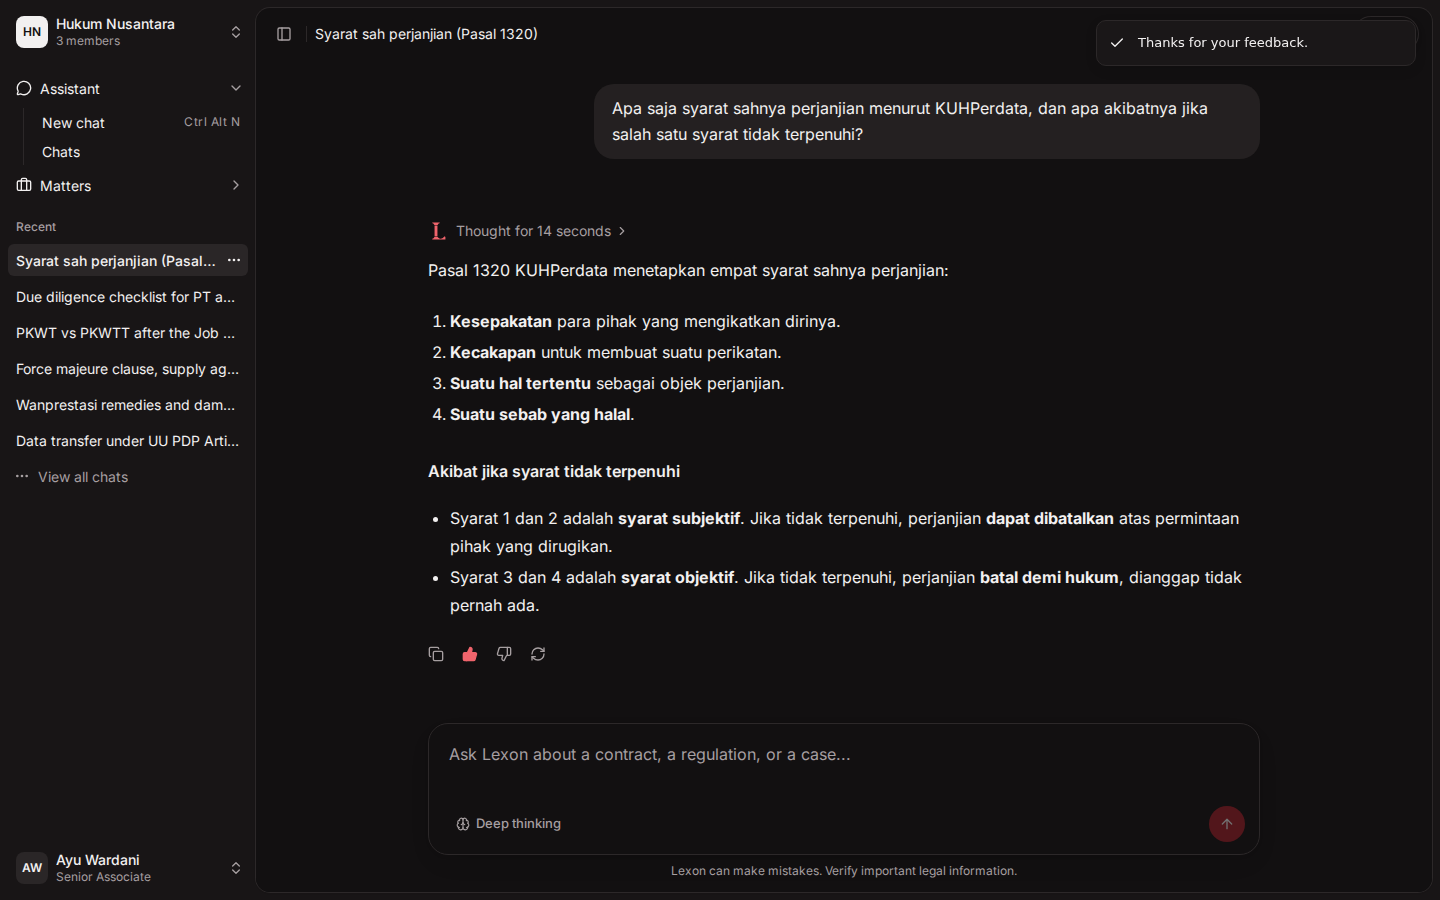 HN
Hukum Nusantara
3 members
Assistant
New chat
Ctrl Alt N
Chats
Matters
Recent
Syarat sah perjanjian (Pasal...
Due diligence checklist for PT a...
PKWT vs PKWTT after the Job ...
Force majeure clause, supply ag...
Wanprestasi remedies and dam...
Data transfer under UU PDP Arti...
View all chats
AW
Ayu Wardani
Senior Associate
Syarat sah perjanjian (Pasal 1320)
Thanks for your feedback.
Apa saja syarat sahnya perjanjian menurut KUHPerdata, dan apa akibatnya jika
salah satu syarat tidak terpenuhi?
L
Thought for 14 seconds
Pasal 1320 KUHPerdata menetapkan empat syarat sahnya perjanjian:
1. Kesepakatan para pihak yang mengikatkan dirinya.
2. Kecakapan untuk membuat suatu perikatan.
3. Suatu hal tertentu sebagai objek perjanjian.
4. Suatu sebab yang halal.
Akibat jika syarat tidak terpenuhi
• Syarat 1 dan 2 adalah syarat subjektif. Jika tidak terpenuhi, perjanjian dapat dibatalkan atas permintaan
pihak yang dirugikan.
• Syarat 3 dan 4 adalah syarat objektif. Jika tidak terpenuhi, perjanjian batal demi hukum, dianggap tidak
pernah ada.
Ask Lexon about a contract, a regulation, or a case...
Deep thinking
Lexon can make mistakes. Verify important legal information.